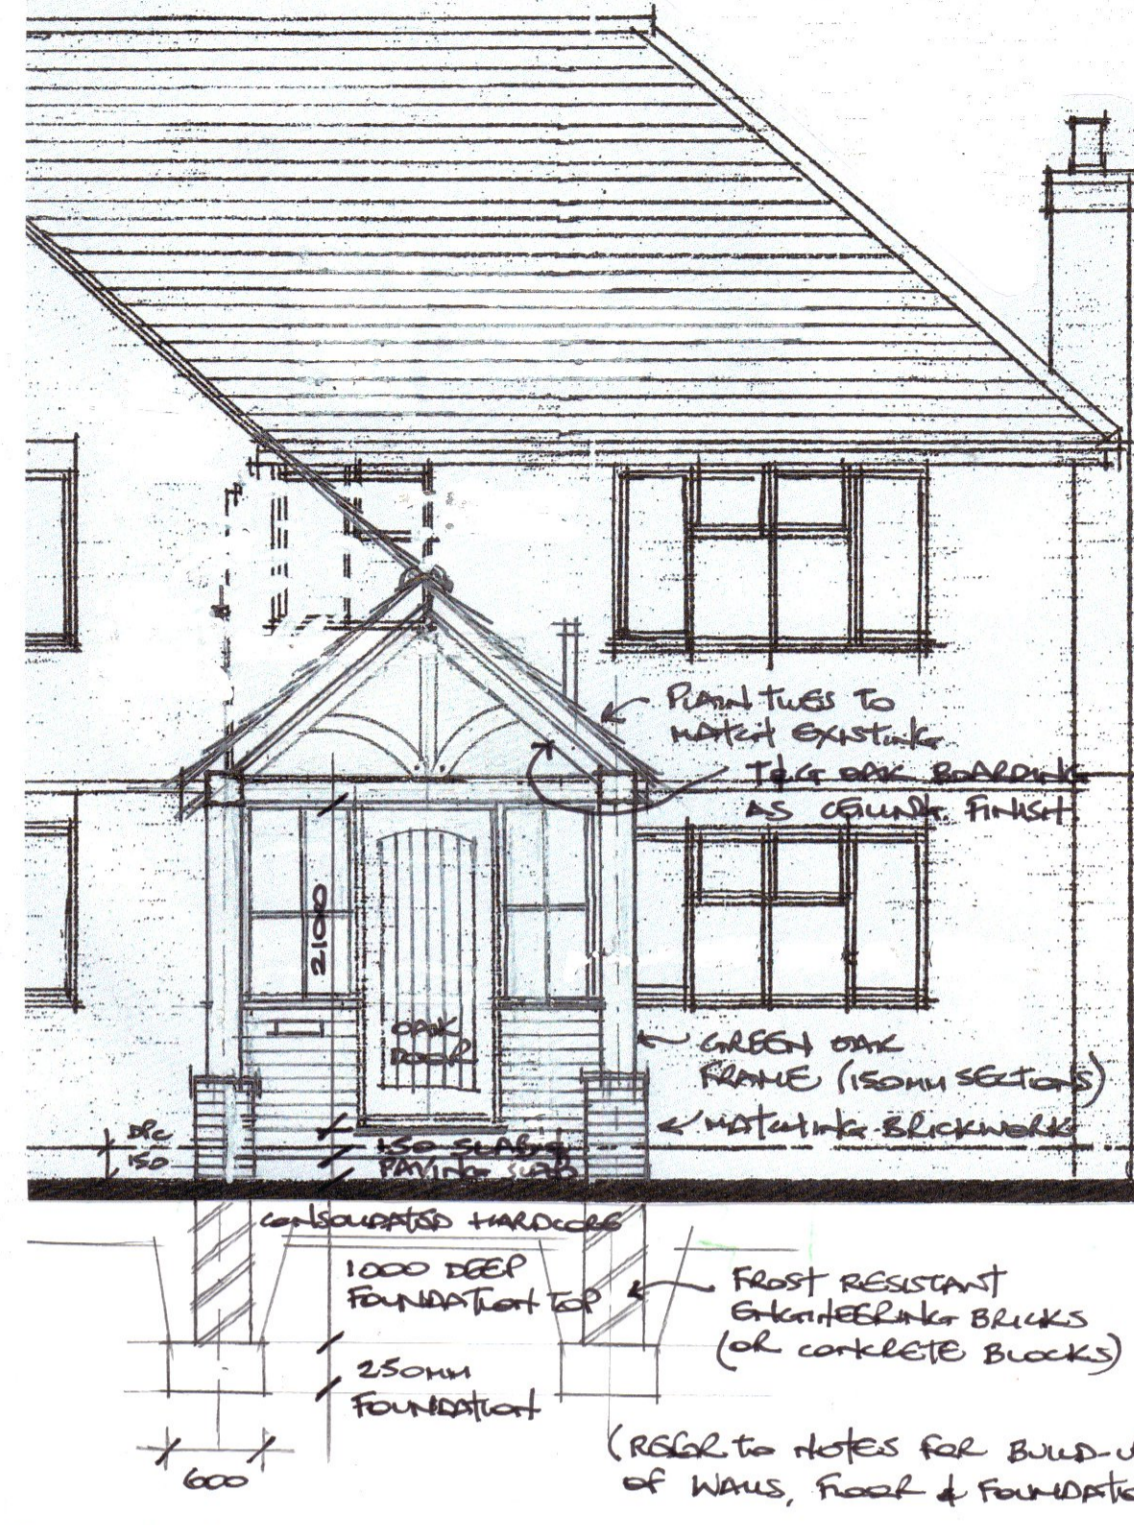 PLAIN TILES TO
MATCH EXISTING
T&G OAK BOARDING
AS CEILING FINISH
2100
OAK
DOOR
GREEN OAK
FRAME (150MM SECTIONS)
MATCHING BRICKWORK
DPC
150
150 SLAB &
PAVING SLAB
CONSOLIDATED HARDCORE
1000 DEEP
FOUNDATION TOP
FROST RESISTANT
ENGINEERING BRICKS
(OR CONCRETE BLOCKS)
250MM
FOUNDATION
600
(REFER TO NOTES FOR BUILD-U
OF WALLS, FLOOR & FOUNDATIO